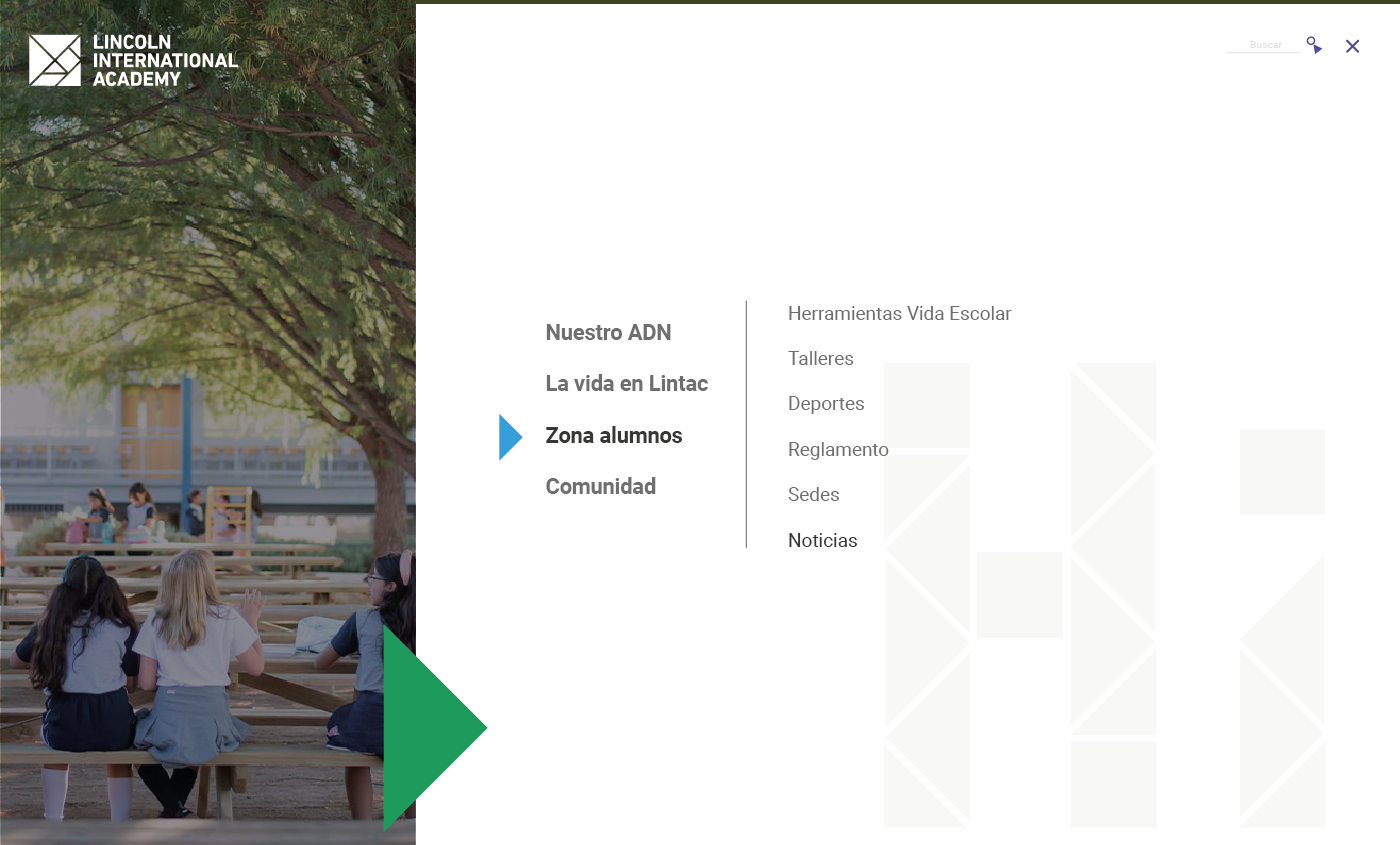 LINCOLN
INTERNATIONAL
ACADEMY
Buscar
Nuestro ADN
La vida en Lintac
Zona alumnos
Comunidad
Herramientas Vida Escolar
Talleres
Deportes
Reglamento
Sedes
Noticias